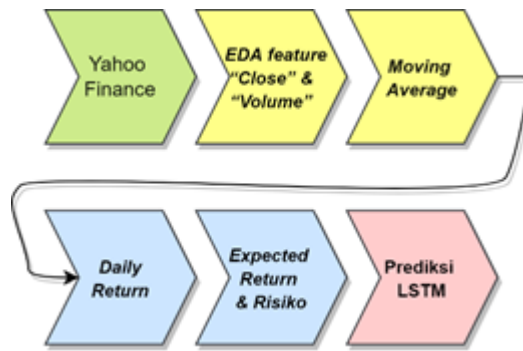 Yahoo
Finance
EDA feature
“Close” &
“Volume”
Moving
Average
Daily
Return
Expected
Return
& Risiko
Prediksi
LSTM